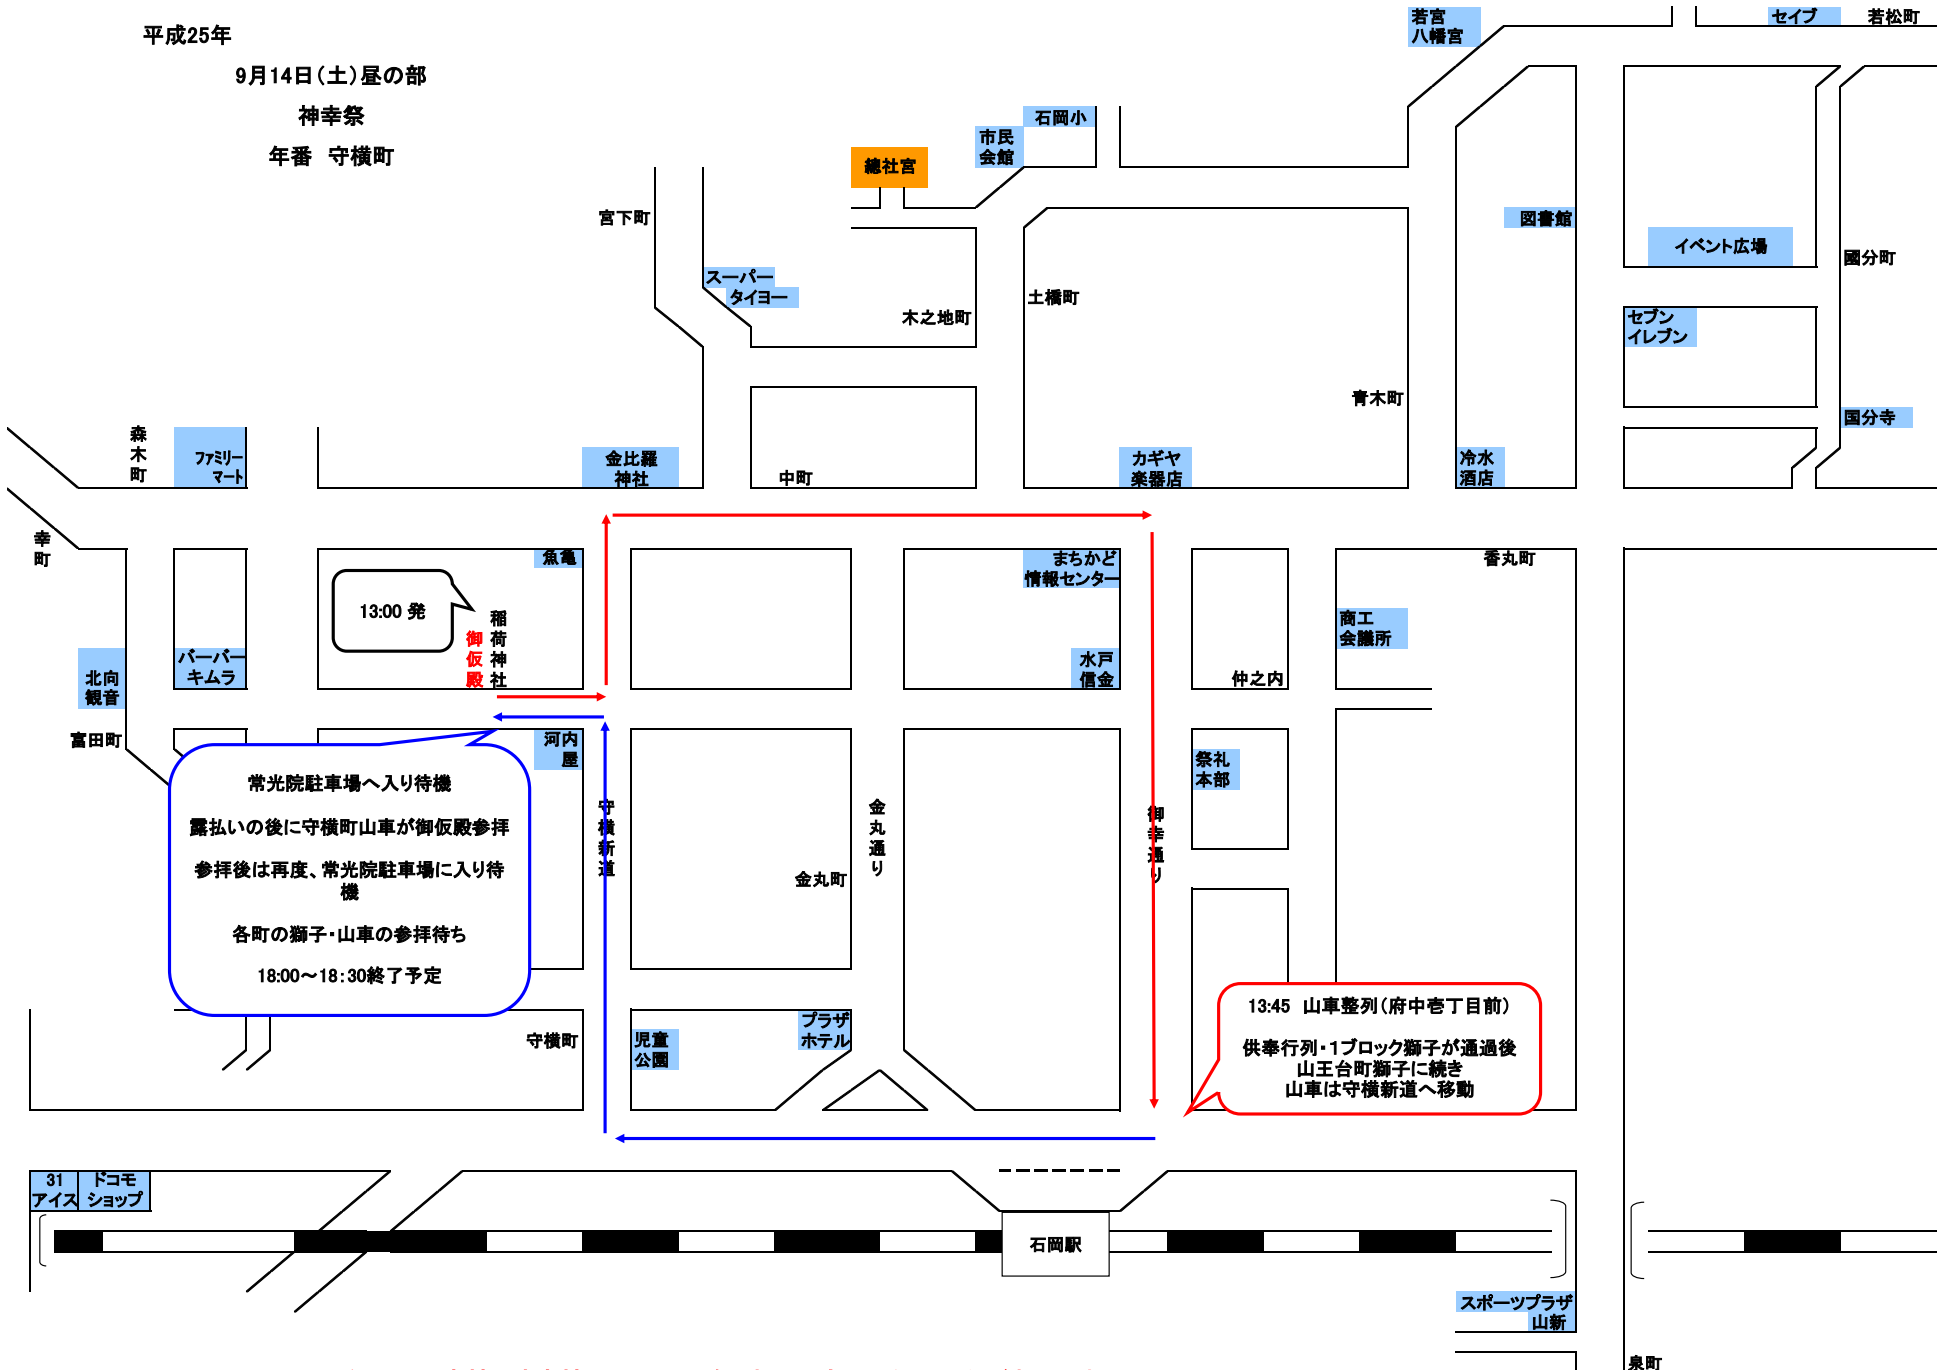 平成25年
9月14日(土)昼の部
神幸祭
年番　守横町
若宮
八幡宮
セイブ
若松町
石岡小
市民
会館
總社宮
宮下町
図書館
イベント広場
國分町
スーパー
タイヨー
土橋町
木之地町
セブン
イレブン
青木町
国分寺
森木町
ファミリー
マート
金比羅
神社
中町
カギヤ
楽器店
冷水
酒店
幸町
魚亀
まちかど
情報センター
香丸町
13:00 発
稲荷神社
御仮殿
商工
会議所
北向
観音
バーバー
キムラ
水戸
信金
仲之内
富田町
河内
屋
祭礼
本部
常光院駐車場へ入り待機
露払いの後に守横町山車が御仮殿参拝
参拝後は再度、常光院駐車場に入り待
機
各町の獅子・山車の参拝待ち
18:00～18:30終了予定
守横新道
金丸通り
御幸通り
金丸町
守横町
児童
公園
プラザ
ホテル
13:45　山車整列(府中壱丁目前)
供奉行列・1ブロック獅子が通過後
山王台町獅子に続き
山車は守横新道へ移動
31
アイス
ドコモ
ショップ
石岡駅
スポーツプラザ
山新
泉町